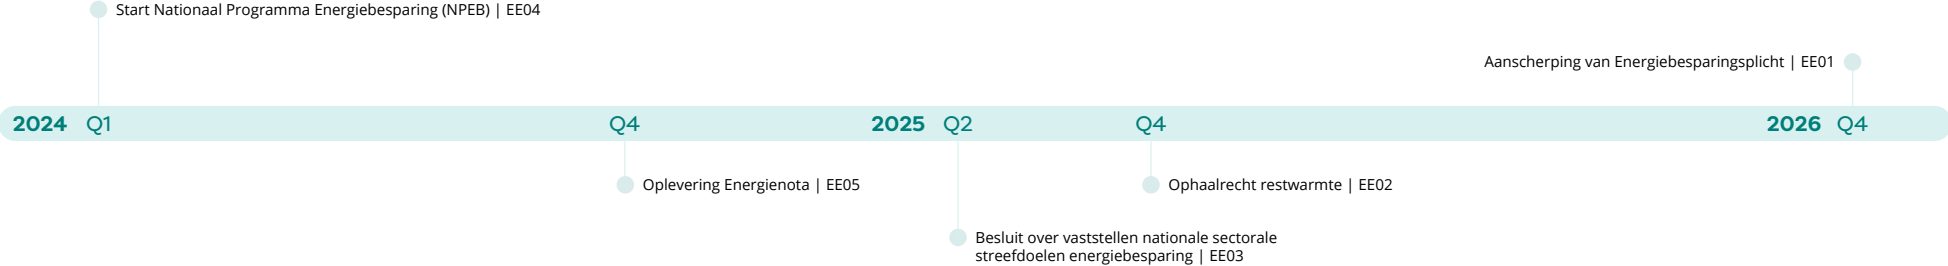 Start Nationaal Programma Energiebesparing (NPEB) | EE04
Aanscherping van Energiebesparingsplicht | EE01
2024 Q1 Q4 2025 Q2 Q4 2026 Q4
Oplevering Energienota | EE05
Ophaalrecht restwarmte | EE02
Besluit over vaststellen nationale sectorale
streefdoelen energiebesparing | EE03